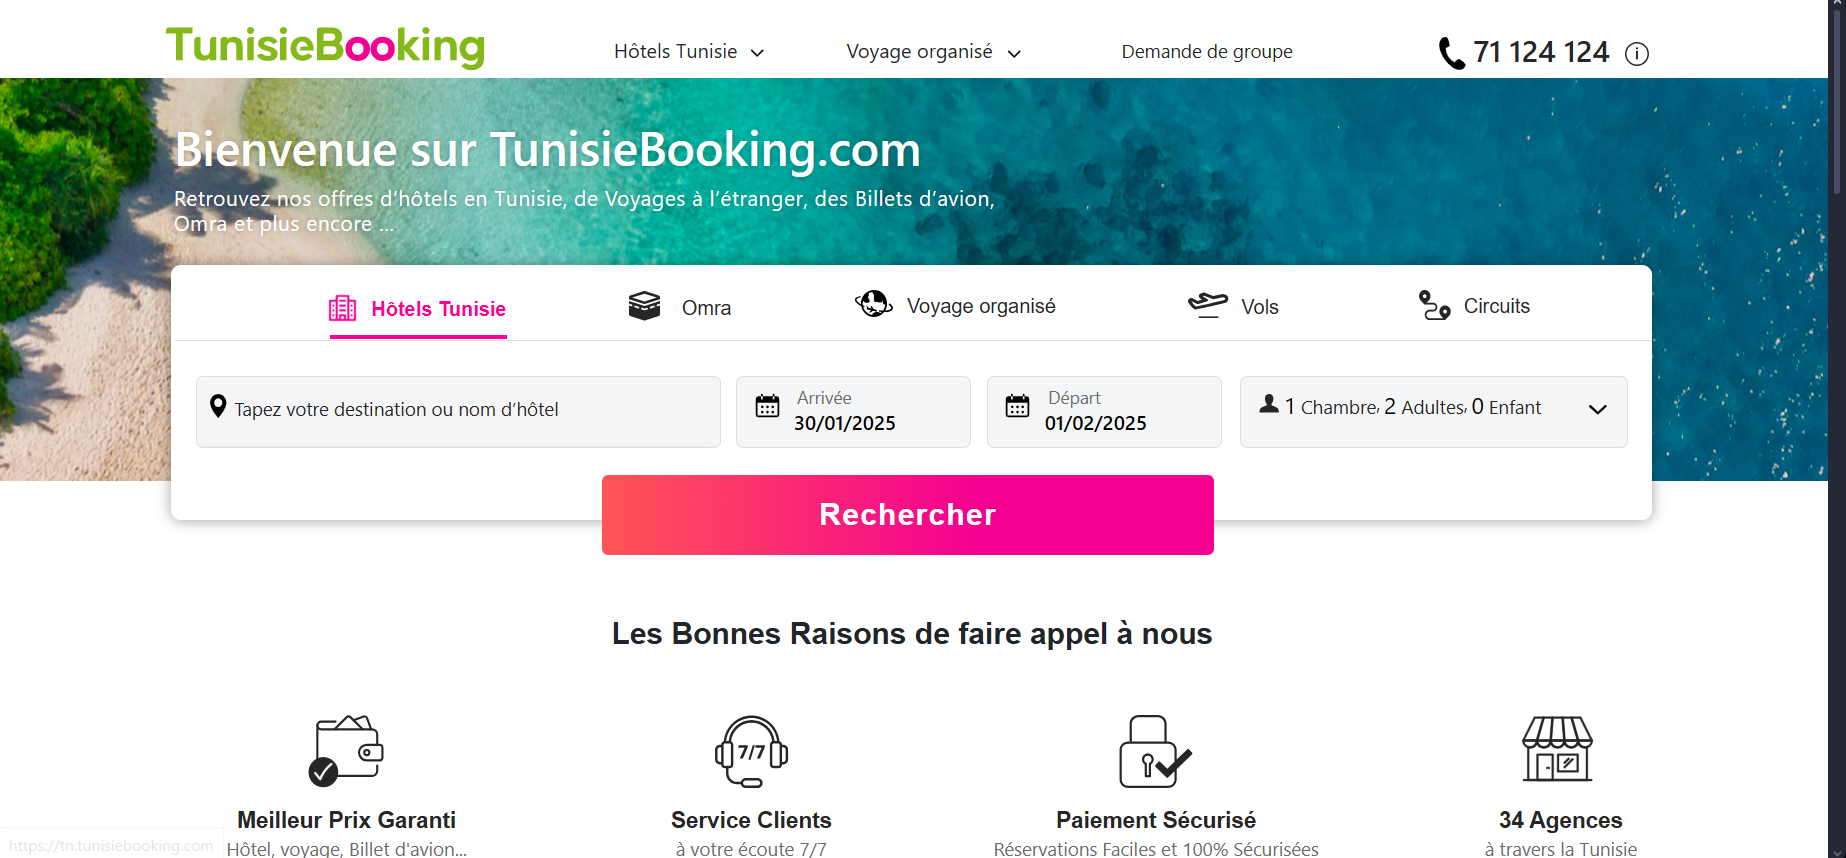 TunisieBooking
Hôtels Tunisie
Voyage organisé
Demande de groupe
71 124 124
Bienvenue sur TunisieBooking.com
Retrouvez nos offres d’hôtels en Tunisie, de Voyages à l’étranger, des Billets d’avion,
Omra et plus encore ...
Hôtels Tunisie
Omra
Voyage organisé
Vols
Circuits
Tapez votre destination ou nom d’hôtel
Arrivée
30/01/2025
Départ
01/02/2025
1 Chambre, 2 Adultes, 0 Enfant
Rechercher
Les Bonnes Raisons de faire appel à nous
7/7
Meilleur Prix Garanti
Service Clients
Paiement Sécurisé
34 Agences
https://tn.tunisiebooking.com
Hôtel, voyage, Billet d'avion...
à votre écoute 7/7
Réservations Faciles et 100% Sécurisées
à travers la Tunisie